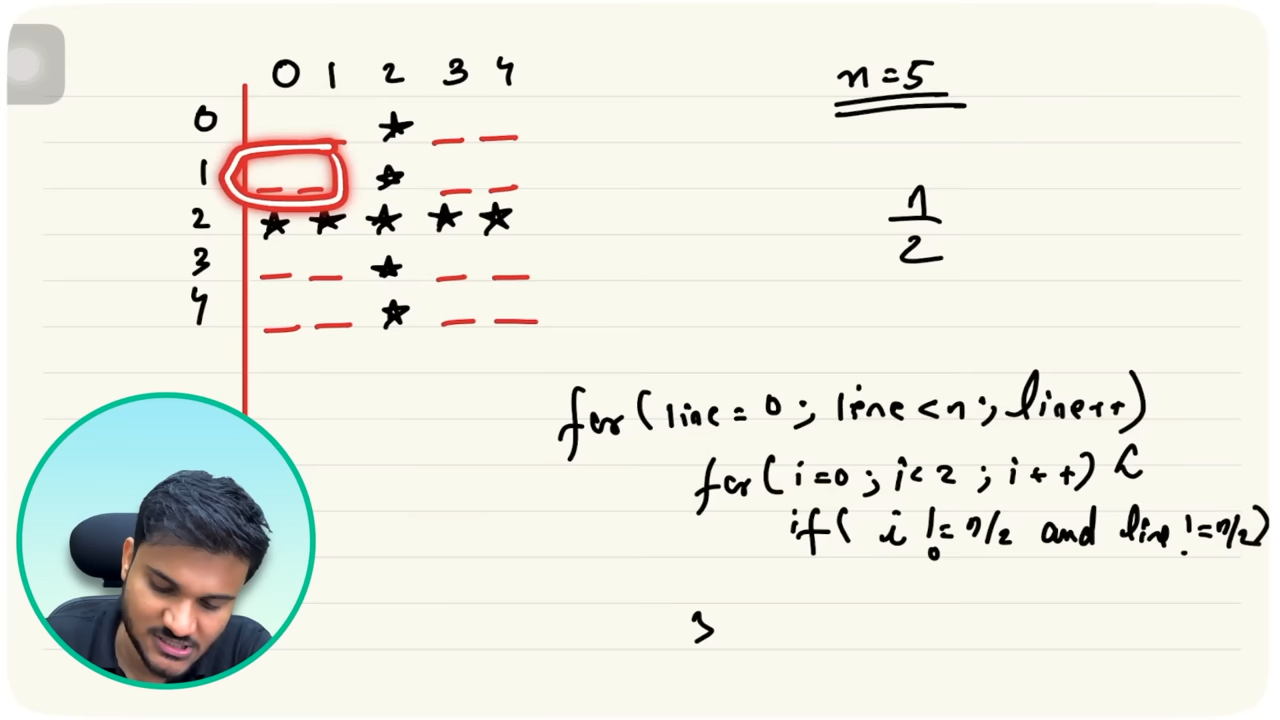 0 1 2 3 4
n = 5
0 ★ _ _
1 _ _ ★ _ _
2 ★ ★ ★ ★ ★
3 _ _ ★ _ _
4 _ _ ★ _ _
n
2
for ( line = 0 ; line < n ; line++ )
for ( i = 0 ; i < 2 ; i + + ) {
if ( i != n/2 and line != n/2 )
}